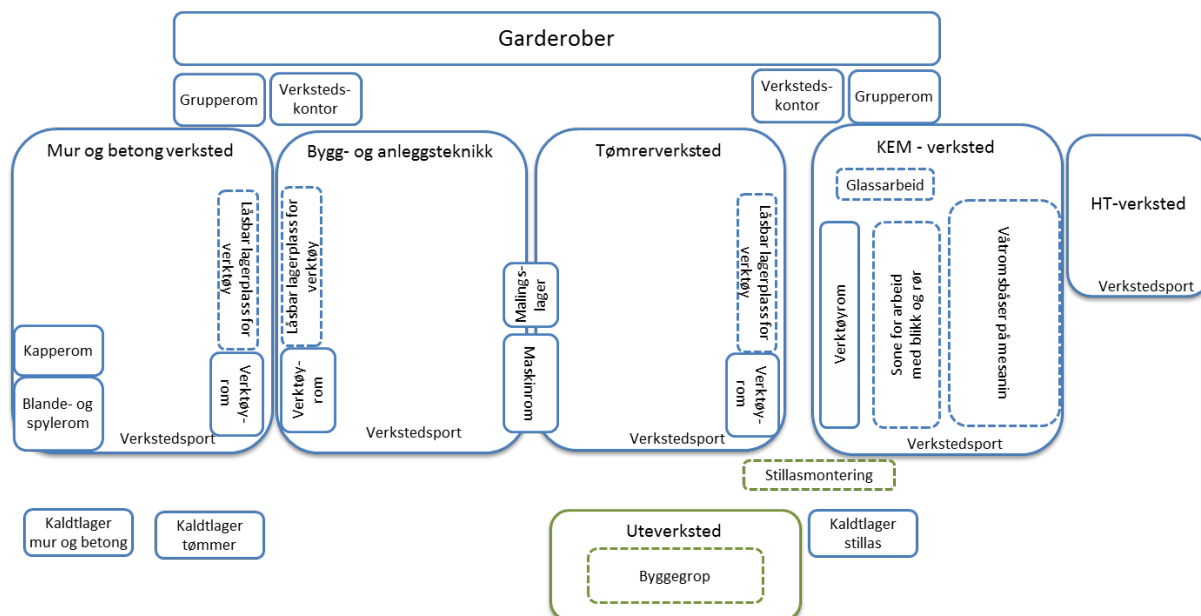 Garderober
Grupperom
Verksteds-
kontor
Verksteds-
kontor
Grupperom
Mur og betong verksted
Bygg- og anleggsteknikk
Tømrerverksted
KEM - verksted
HT-verksted
Glassarbeid
Låsbar lagerplass for
verktøy
Låsbar lagerplass for
verktøy
Malings-
lager
Låsbar lagerplass for
verktøy
Verktøyrom
Sone for arbeid
med blikk og rør
Våtromsbåser på mesanin
Verkstedsport
Kapperom
Blande- og
spylerom
Verktøy-
rom
Verktøy-
rom
Maskinrom
Verktøy-
rom
Verkstedsport
Verkstedsport
Verkstedsport
Verkstedsport
Stillasmontering
Kaldtlager
mur og betong
Kaldtlager
tømmer
Uteverksted
Byggegrop
Kaldtlager
stillas